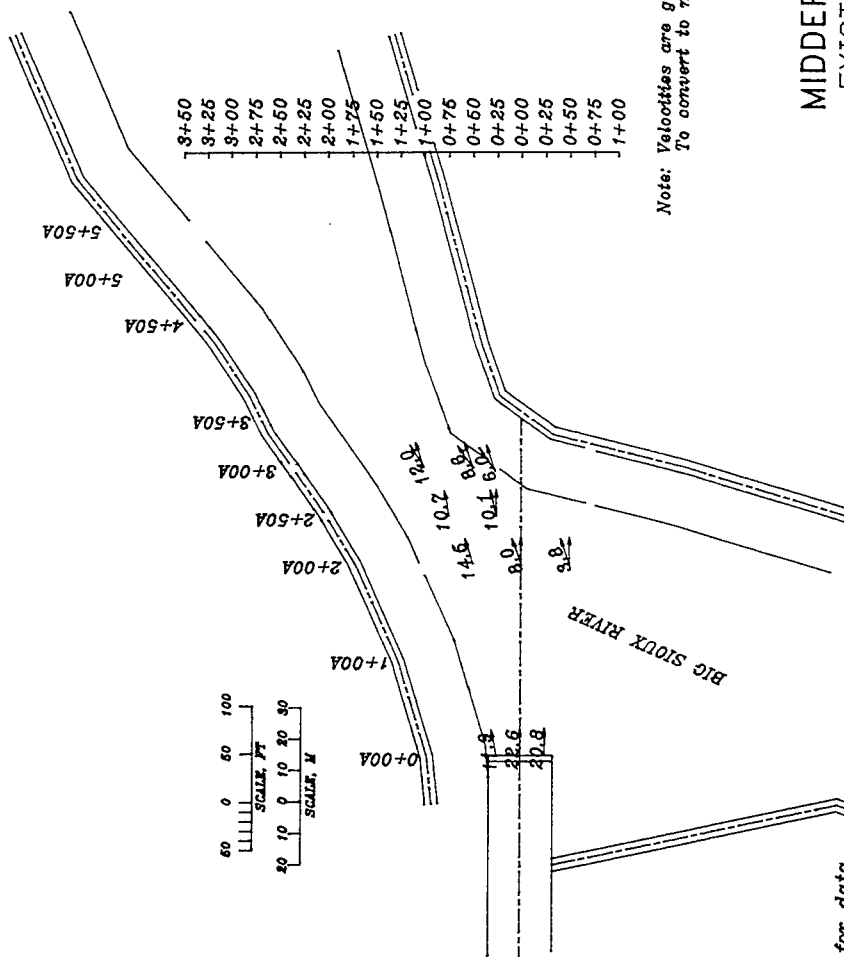 5+50A
5+00A
4+50A
3+50A
3+00A
2+50A
2+00A
1+00A
0+00A
3+50
3+25
3+00
2+75
2+50
2+25
2+00
1+75
1+50
1+25
1+00
0+75
0+50
0+25
0+00
0+25
0+50
0+75
1+00
12.0
8.8
6.0
10.2
10.1
14.6
8.0
9.8
22.6
20.8
BIG SIOUX RIVER
50 0 50 100
SCALE, FT
20 10 0 10 20 30
SCALE, M
Note: Velocities are g
To convert to
MIDDER
for data